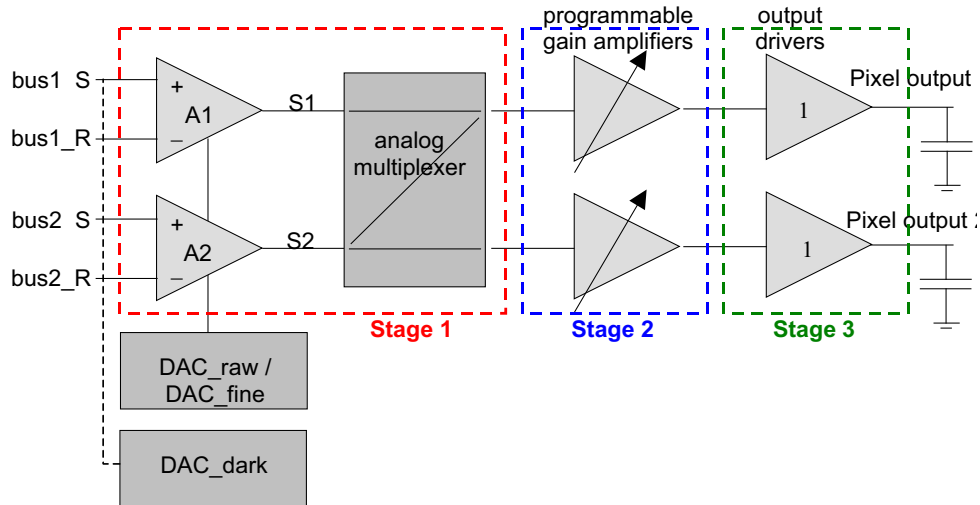 programmable
gain amplifiers
output
drivers
bus1 S
+
A1
−
bus1_R
S1
analog
multiplexer
1
Pixel output
bus2 S
+
A2
−
bus2_R
S2
1
Pixel output 2
Stage 1
Stage 2
Stage 3
DAC_raw /
DAC_fine
DAC_dark